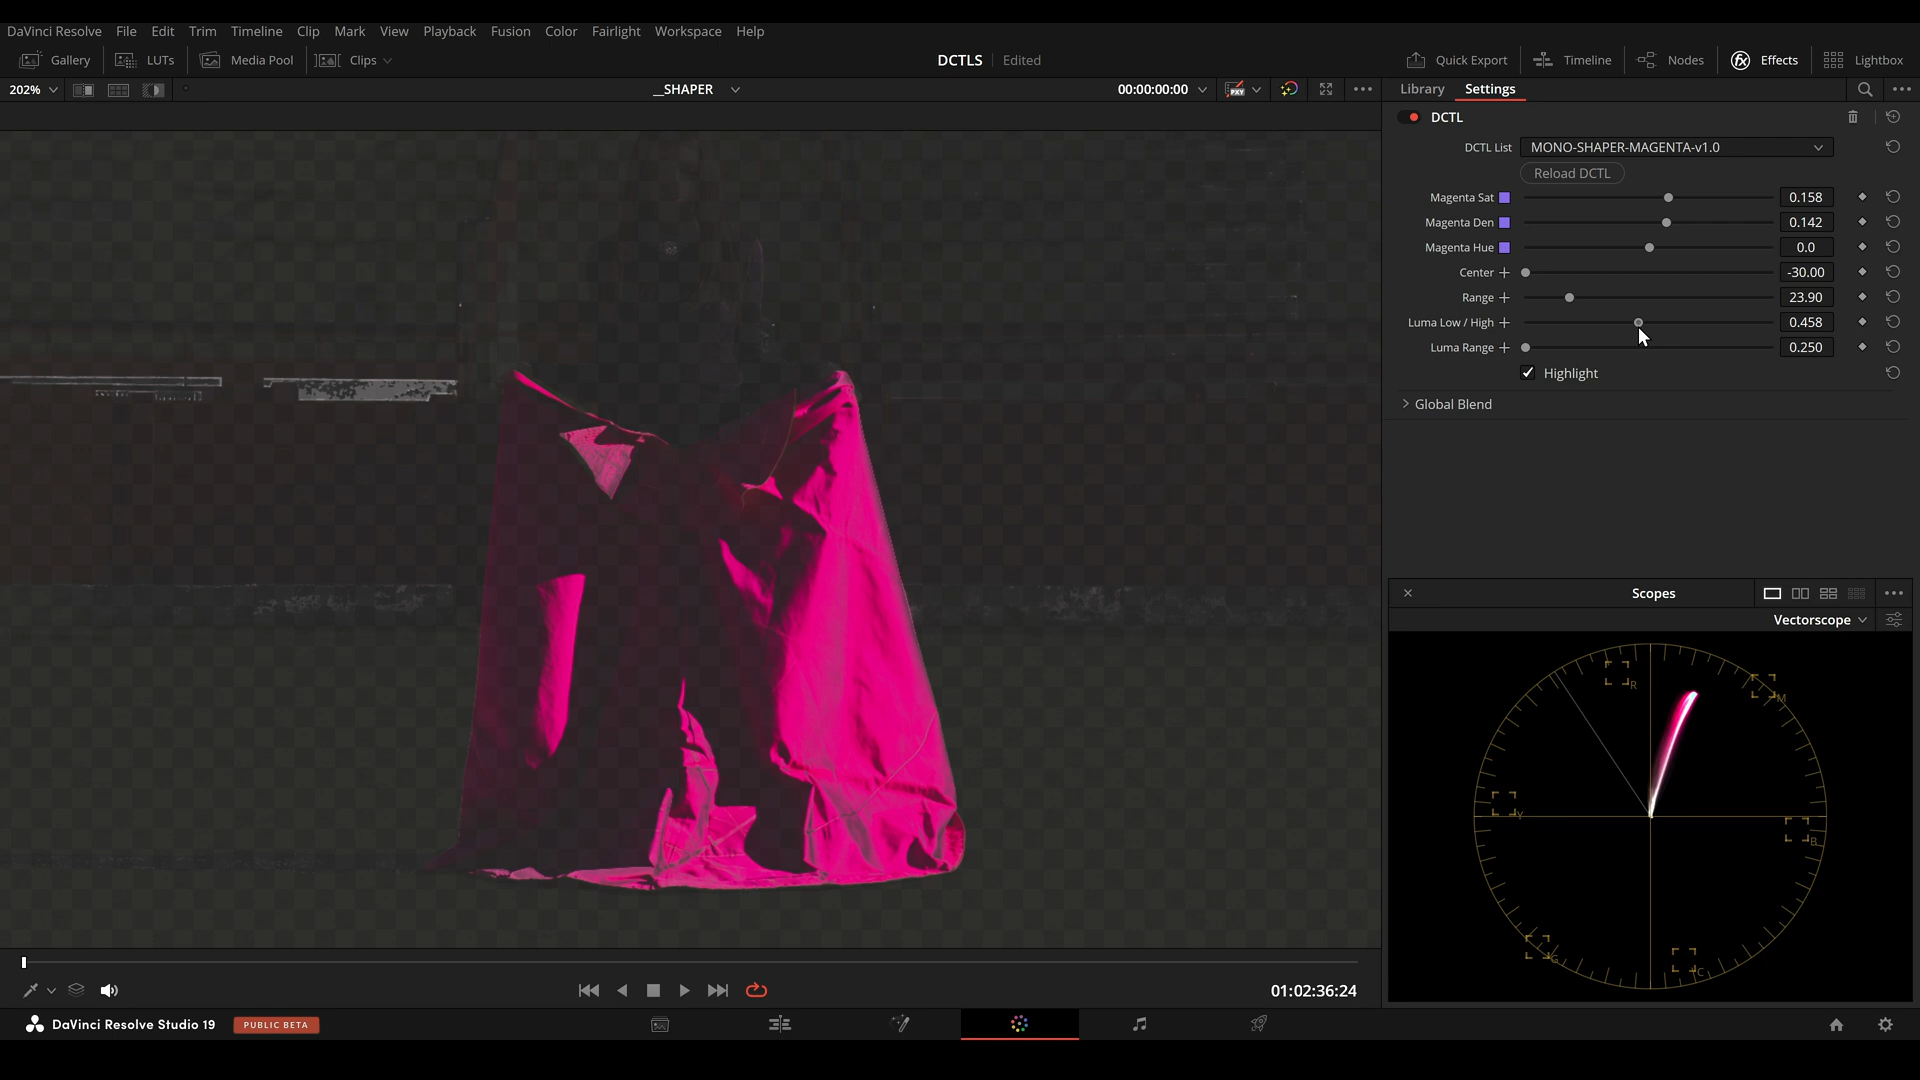 DaVinci Resolve File Edit Trim Timeline Clip Mark View Playback Fusion Color Fairlight Workspace Help
Gallery LUTs Media Pool Clips DCTLS Edited Quick Export Timeline Nodes Effects Lightbox
202% __SHAPER 00:00:00:00 PXY Library Settings
DCTL
DCTL List MONO-SHAPER-MAGENTA-v1.0
Reload DCTL
Magenta Sat 0.158
Magenta Den 0.142
Magenta Hue 0.0
Center -30.00
Range 23.90
Luma Low / High 0.458
Luma Range 0.250
Highlight
Global Blend
Scopes
Vectorscope
R
M
Y
B
G
C
01:02:36:24
DaVinci Resolve Studio 19 PUBLIC BETA